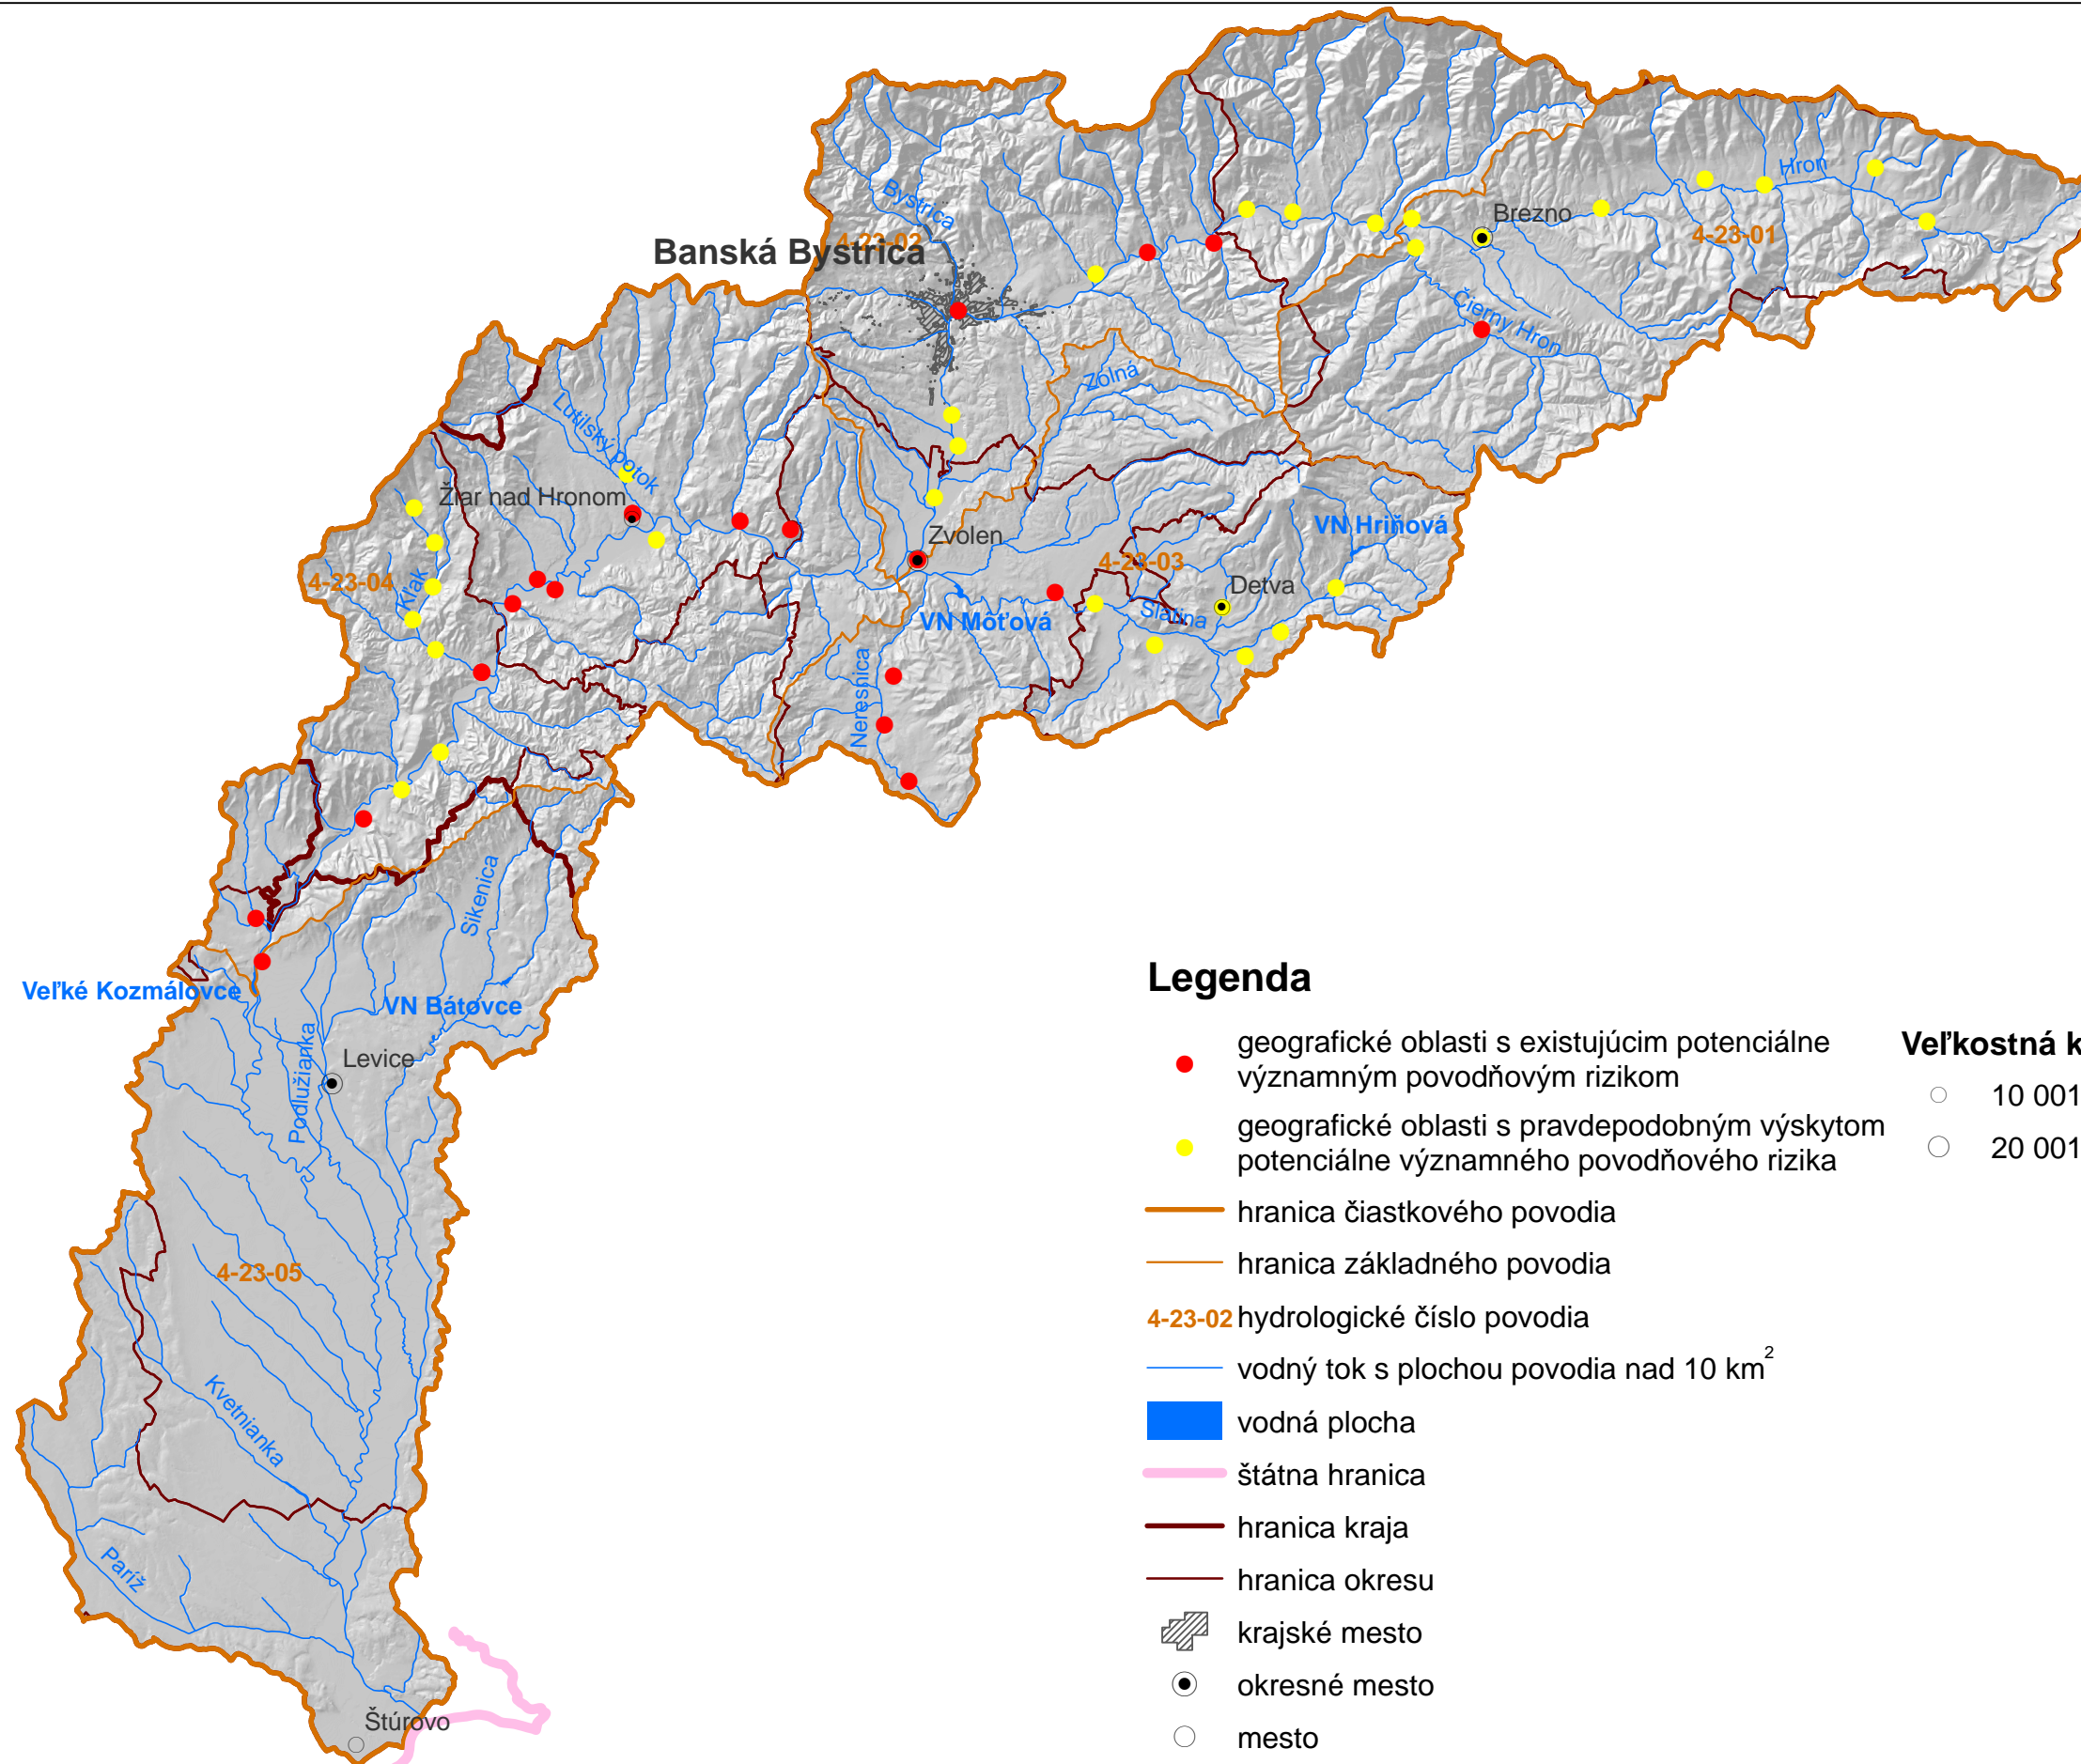 Hron
Bystrica
Brezno
4-23-01
4-23-02
Banská Bystrica
Čierny Hron
Zolná
Lutilský potok
Žiar nad Hronom
VN Hriňová
Zvolen
4-23-03
4-23-04
Kľak
Detva
Slatina
VN Môťová
Neresnica
Sikenica
Veľké Kozmálovce
VN Bátovce
Podlužianka
Levice
4-23-05
Kvetnianka
Paríž
Štúrovo
Legenda
geografické oblasti s existujúcim potenciálne
významným povodňovým rizikom
geografické oblasti s pravdepodobným výskytom
potenciálne významného povodňového rizika
hranica čiastkového povodia
hranica základného povodia
4-23-02 hydrologické číslo povodia
vodný tok s plochou povodia nad 10 km2
vodná plocha
štátna hranica
hranica kraja
hranica okresu
krajské mesto
okresné mesto
mesto
Veľkostná k
10 001
20 001